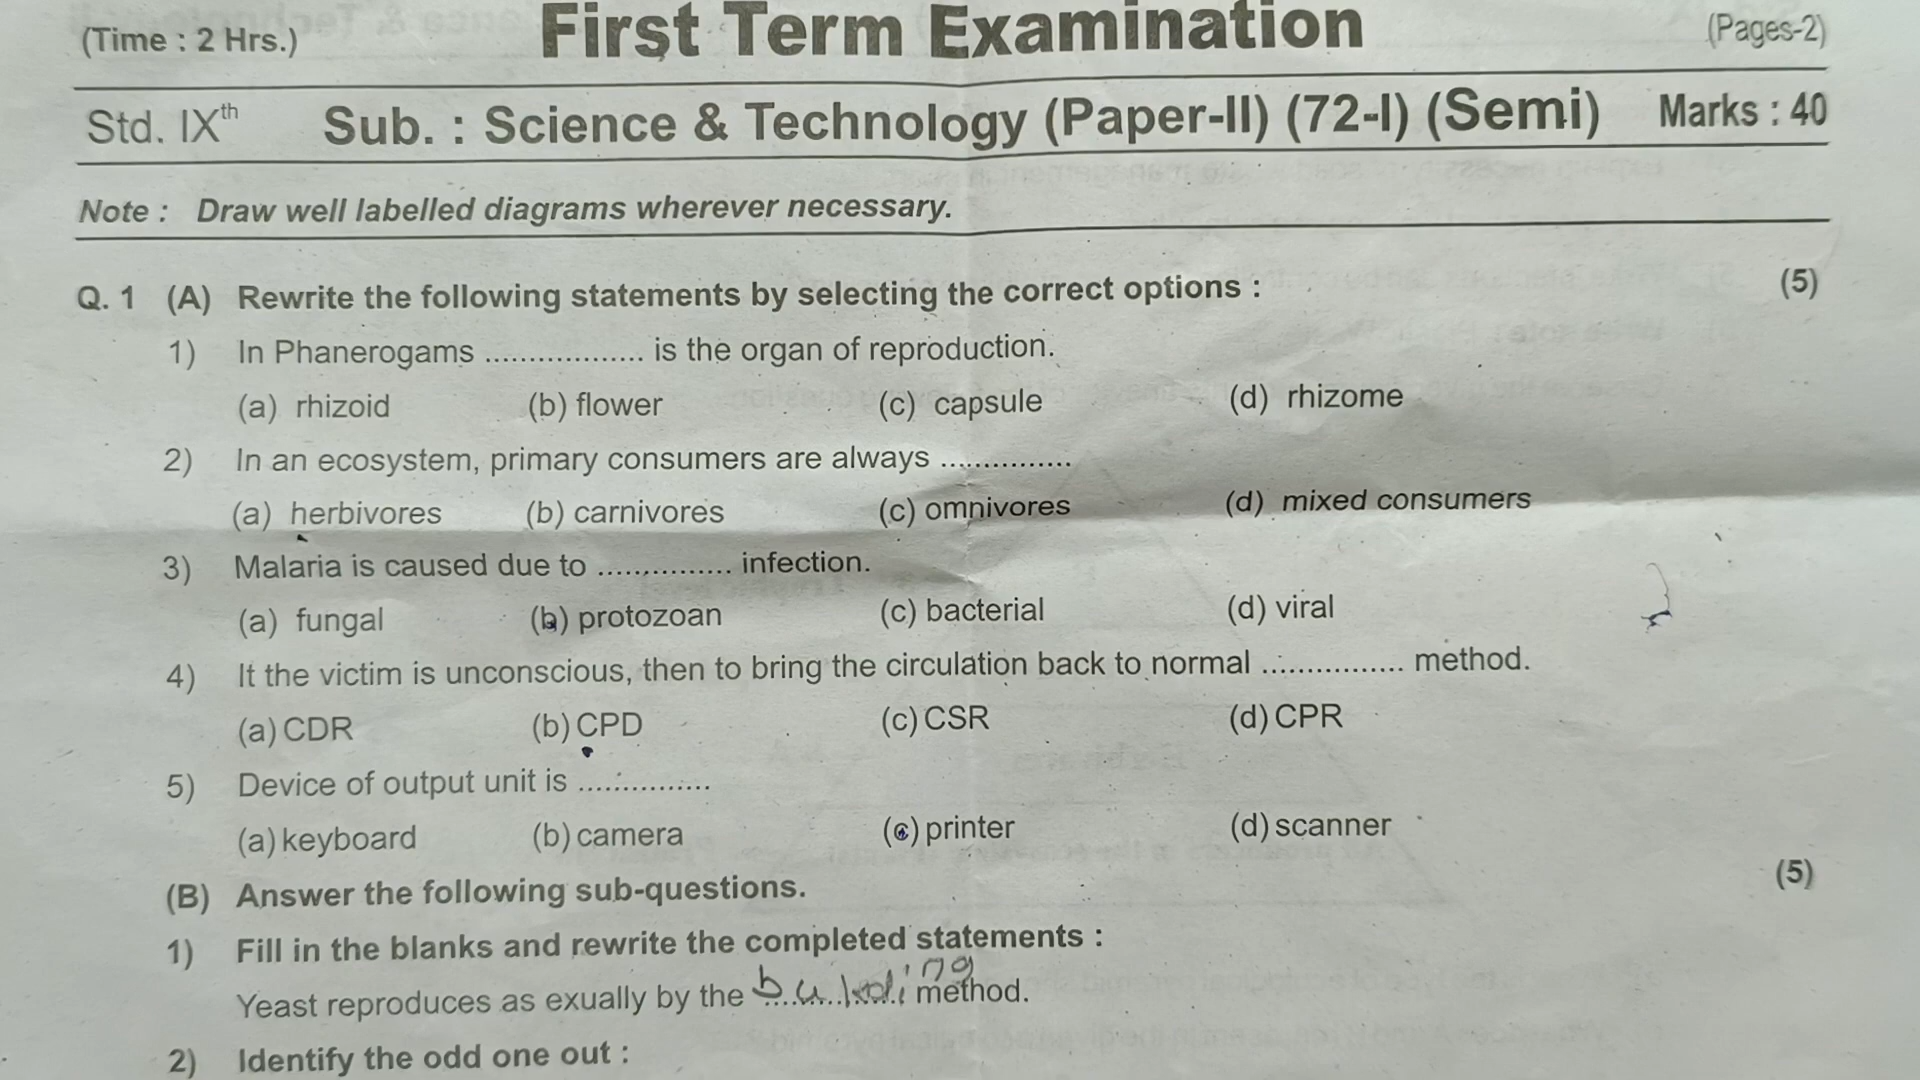 (Time : 2 Hrs.) First Term Examination (Pages-2)
Std. IXth Sub. : Science & Technology (Paper-II) (72-I) (Semi) Marks : 40
Note : Draw well labelled diagrams wherever necessary.
Q. 1 (A) Rewrite the following statements by selecting the correct options : (5)
1) In Phanerogams ................... is the organ of reproduction.
(a) rhizoid (b) flower (c) capsule (d) rhizome
2) In an ecosystem, primary consumers are always ................
(a) herbivores (b) carnivores (c) omnivores (d) mixed consumers
3) Malaria is caused due to ................ infection.
(a) fungal (b) protozoan (c) bacterial (d) viral
4) It the victim is unconscious, then to bring the circulation back to normal ................. method.
(a) CDR (b) CPD (c) CSR (d) CPR
5) Device of output unit is ................
(a) keyboard (b) camera (c) printer (d) scanner
(B) Answer the following sub-questions. (5)
1) Fill in the blanks and rewrite the completed statements :
Yeast reproduces as exually by the .................. method.
2) Identify the odd one out :